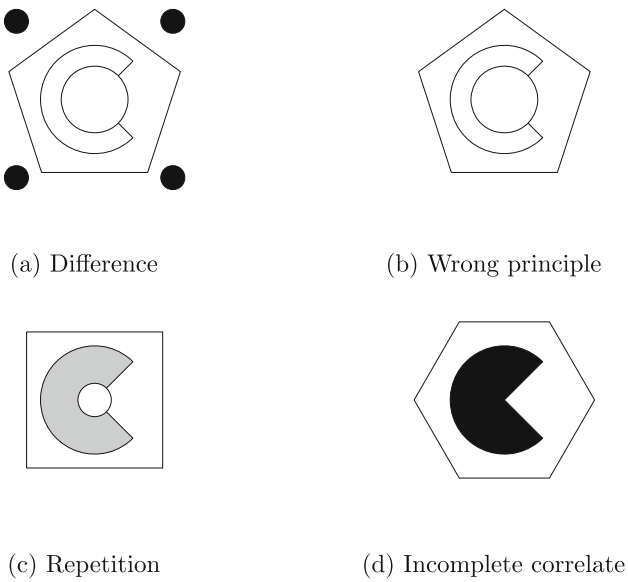 (a) Difference
(b) Wrong principle
(c) Repetition
(d) Incomplete correlate